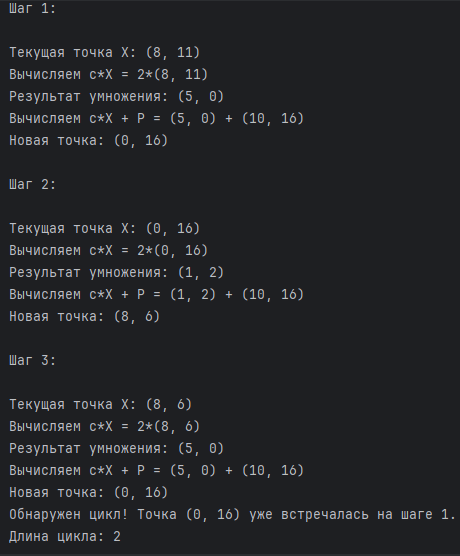 Шаг 1:
Текущая точка X: (8, 11)
Вычисляем c*X = 2*(8, 11)
Результат умножения: (5, 0)
Вычисляем c*X + P = (5, 0) + (10, 16)
Новая точка: (0, 16)
Шаг 2:
Текущая точка X: (0, 16)
Вычисляем c*X = 2*(0, 16)
Результат умножения: (1, 2)
Вычисляем c*X + P = (1, 2) + (10, 16)
Новая точка: (8, 6)
Шаг 3:
Текущая точка X: (8, 6)
Вычисляем c*X = 2*(8, 6)
Результат умножения: (5, 0)
Вычисляем c*X + P = (5, 0) + (10, 16)
Новая точка: (0, 16)
Обнаружен цикл! Точка (0, 16) уже встречалась на шаге 1.
Длина цикла: 2